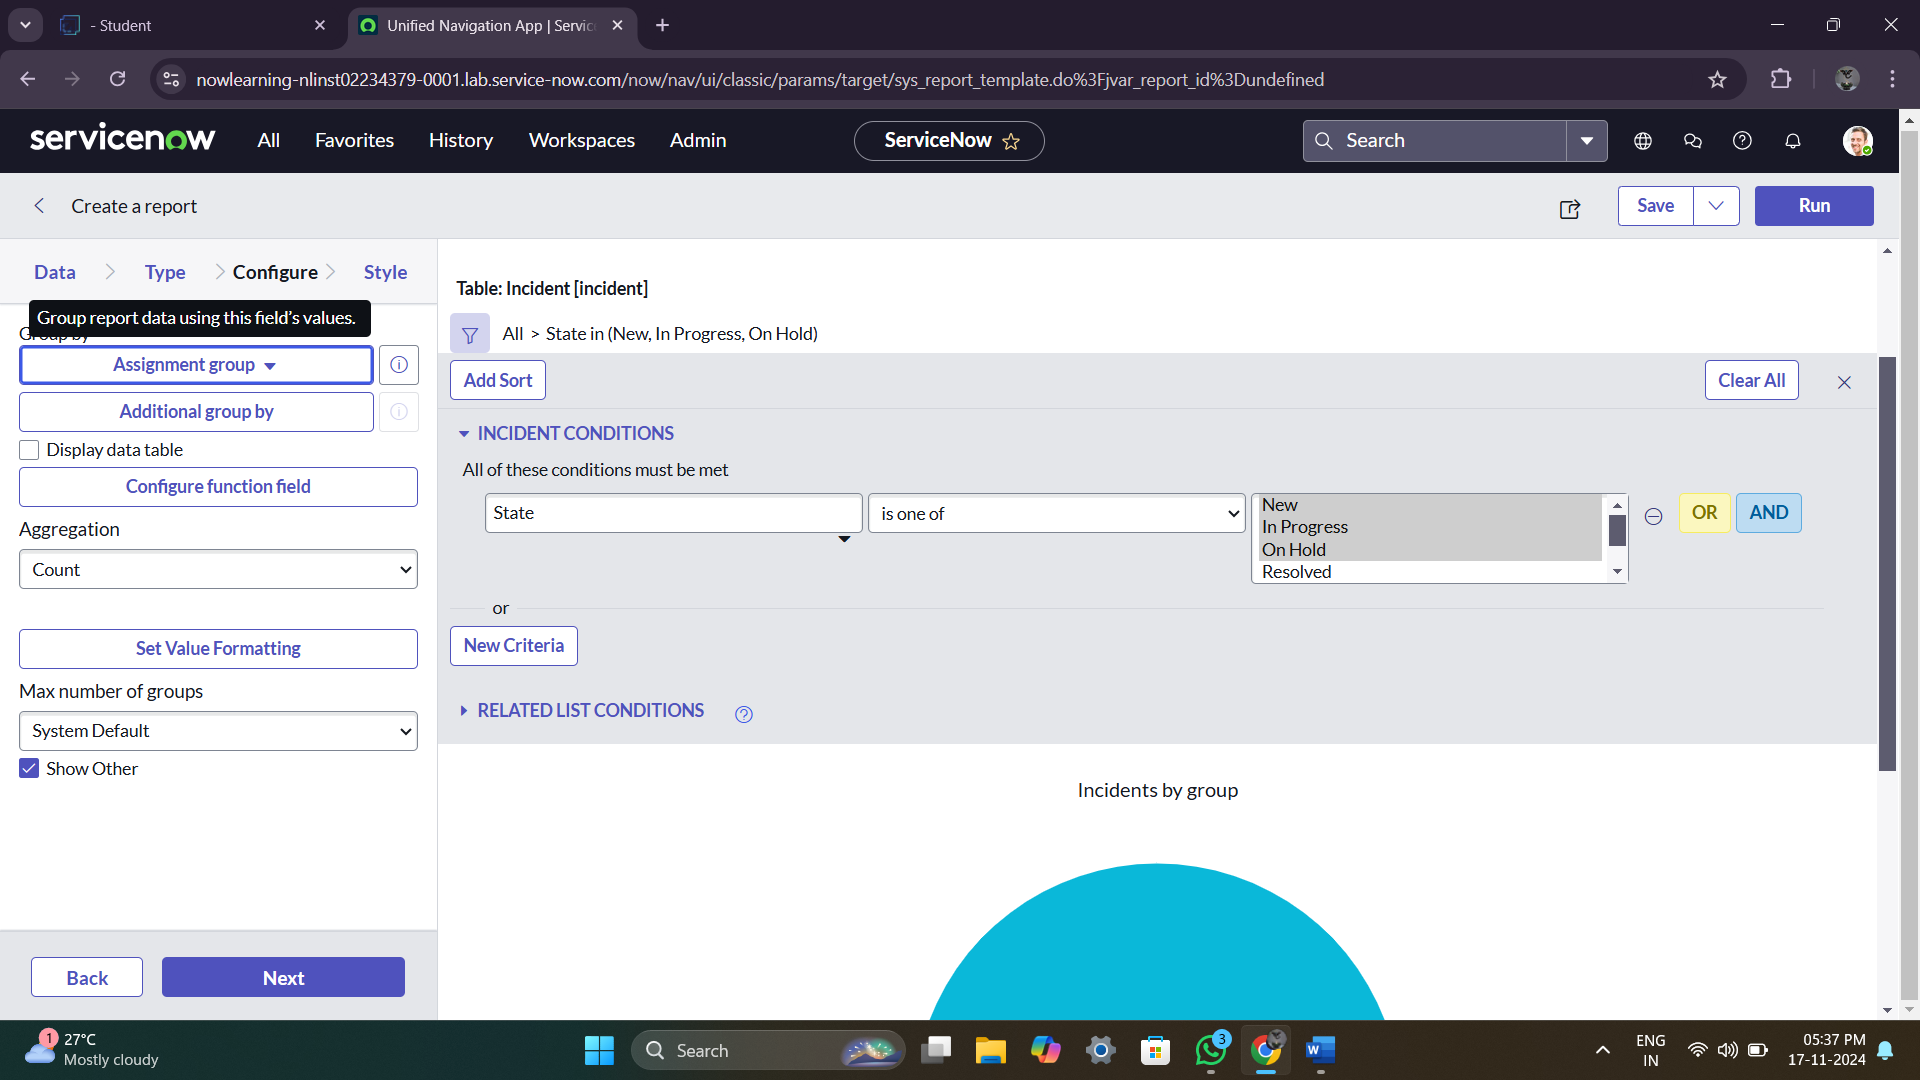 - Student
Unified Navigation App | Servic
nowlearning-nlinst02234379-0001.lab.service-now.com/now/nav/ui/classic/params/target/sys_report_template.do%3Fjvar_report_id%3Dundefined
servicenow
All
Favorites
History
Workspaces
Admin
ServiceNow
Search
Create a report
Save
Run
Data
Type
Configure
Style
Group report data using this field's values.
Group by
Assignment group
Additional group by
Display data table
Configure function field
Aggregation
Count
Set Value Formatting
Max number of groups
System Default
Show Other
Back
Next
Table: Incident [incident]
All > State in (New, In Progress, On Hold)
Add Sort
Clear All
INCIDENT CONDITIONS
All of these conditions must be met
State
is one of
New
In Progress
On Hold
Resolved
OR
AND
or
New Criteria
RELATED LIST CONDITIONS
Incidents by group
1
27°C
Mostly cloudy
Search
3
W
ENG
IN
05:37 PM
17-11-2024